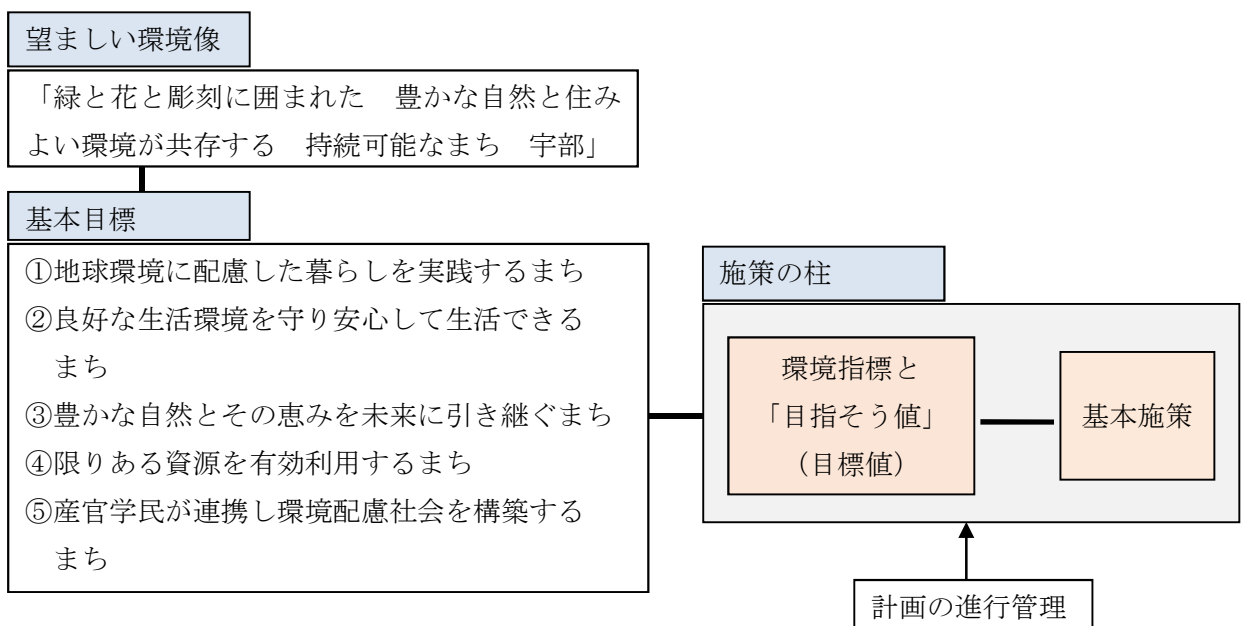 望ましい環境像
「緑と花と彫刻に囲まれた　豊かな自然と住み
よい環境が共存する　持続可能なまち　宇部」
基本目標
①地球環境に配慮した暮らしを実践するまち
②良好な生活環境を守り安心して生活できる
まち
③豊かな自然とその恵みを未来に引き継ぐまち
④限りある資源を有効利用するまち
⑤産官学民が連携し環境配慮社会を構築する
まち
施策の柱
環境指標と
「目指そう値」
（目標値）
基本施策
計画の進行管理